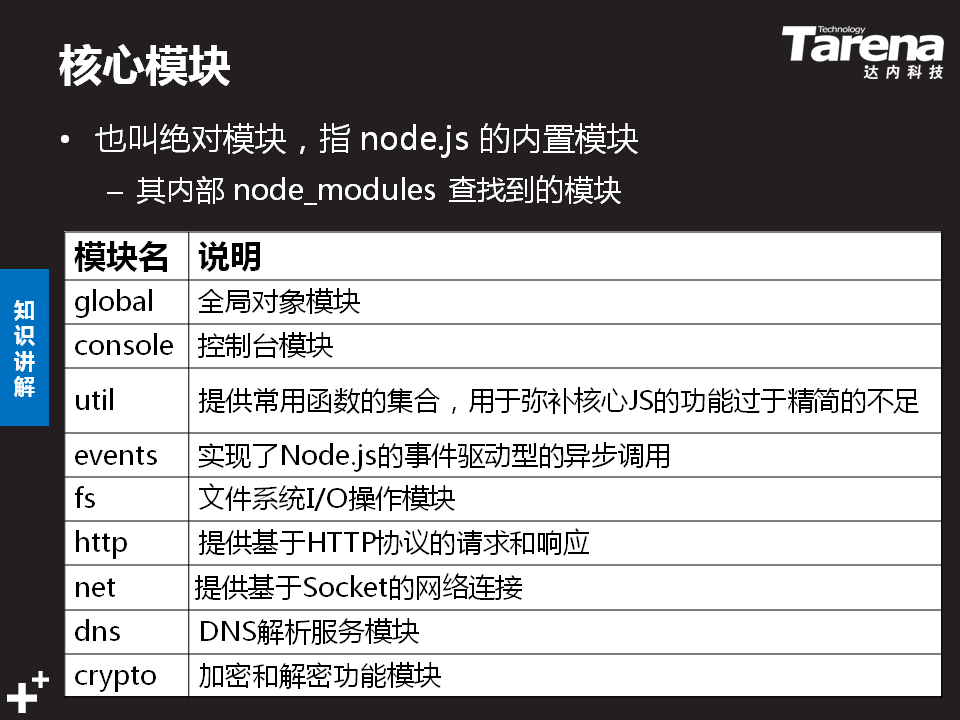 核心模块
Technology
Tarena
达内科技
• 也叫绝对模块，指 node.js 的内置模块
– 其内部 node_modules 查找到的模块
模块名 说明
global 全局对象模块
console 控制台模块
util 提供常用函数的集合，用于弥补核心JS的功能过于精简的不足
events 实现了Node.js的事件驱动型的异步调用
fs 文件系统I/O操作模块
http 提供基于HTTP协议的请求和响应
net 提供基于Socket的网络连接
dns DNS解析服务模块
crypto 加密和解密功能模块
知识讲解